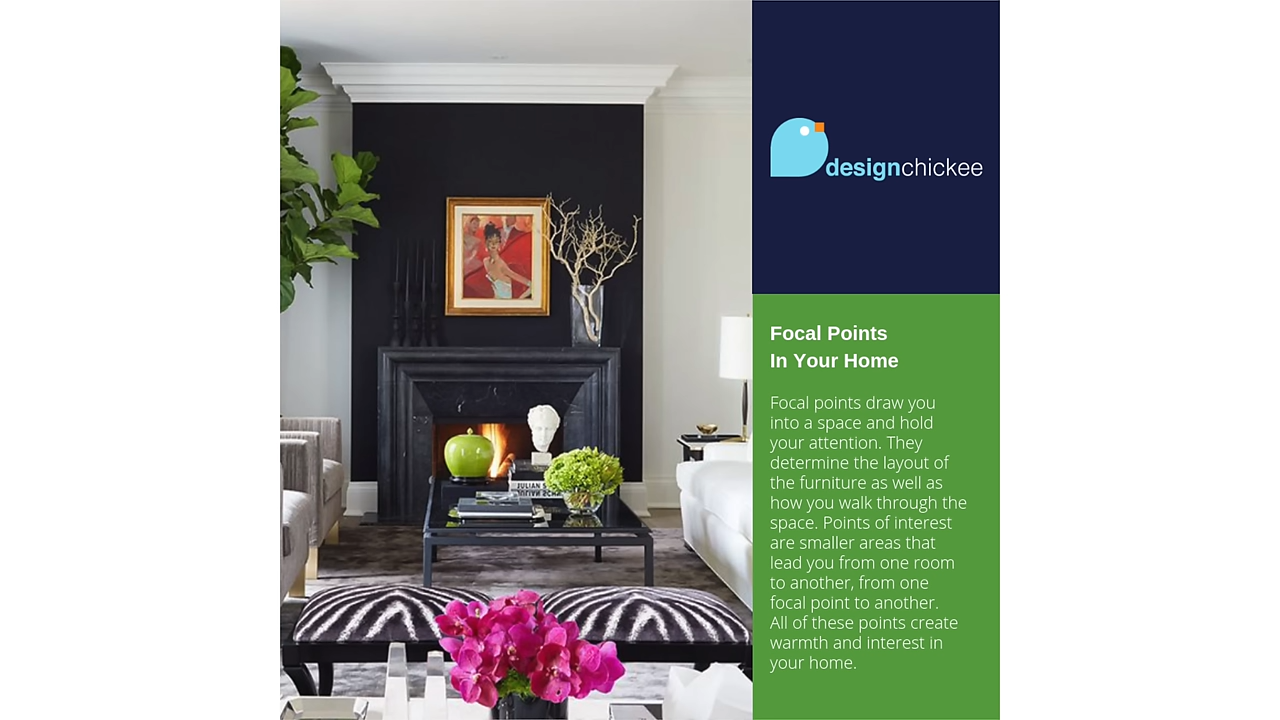 designchickee
Focal Points
In Your Home
Focal points draw you
into a space and hold
your attention. They
determine the layout of
the furniture as well as
how you walk through the
space. Points of interest
are smaller areas that
lead you from one room
to another, from one
focal point to another.
All of these points create
warmth and interest in
your home.
JULIAN